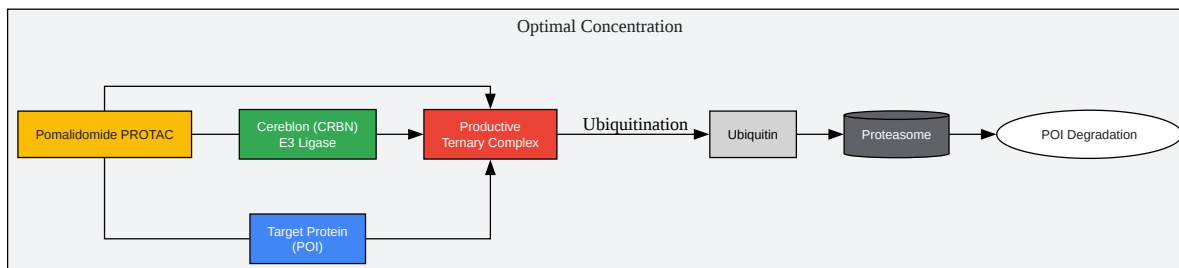 Optimal Concentration
Pomalidomide PROTAC
Cereblon (CRBN)
E3 Ligase
Productive
Ternary Complex
Ubiquitination
Ubiquitin
Proteasome
POI Degradation
Target Protein
(POI)